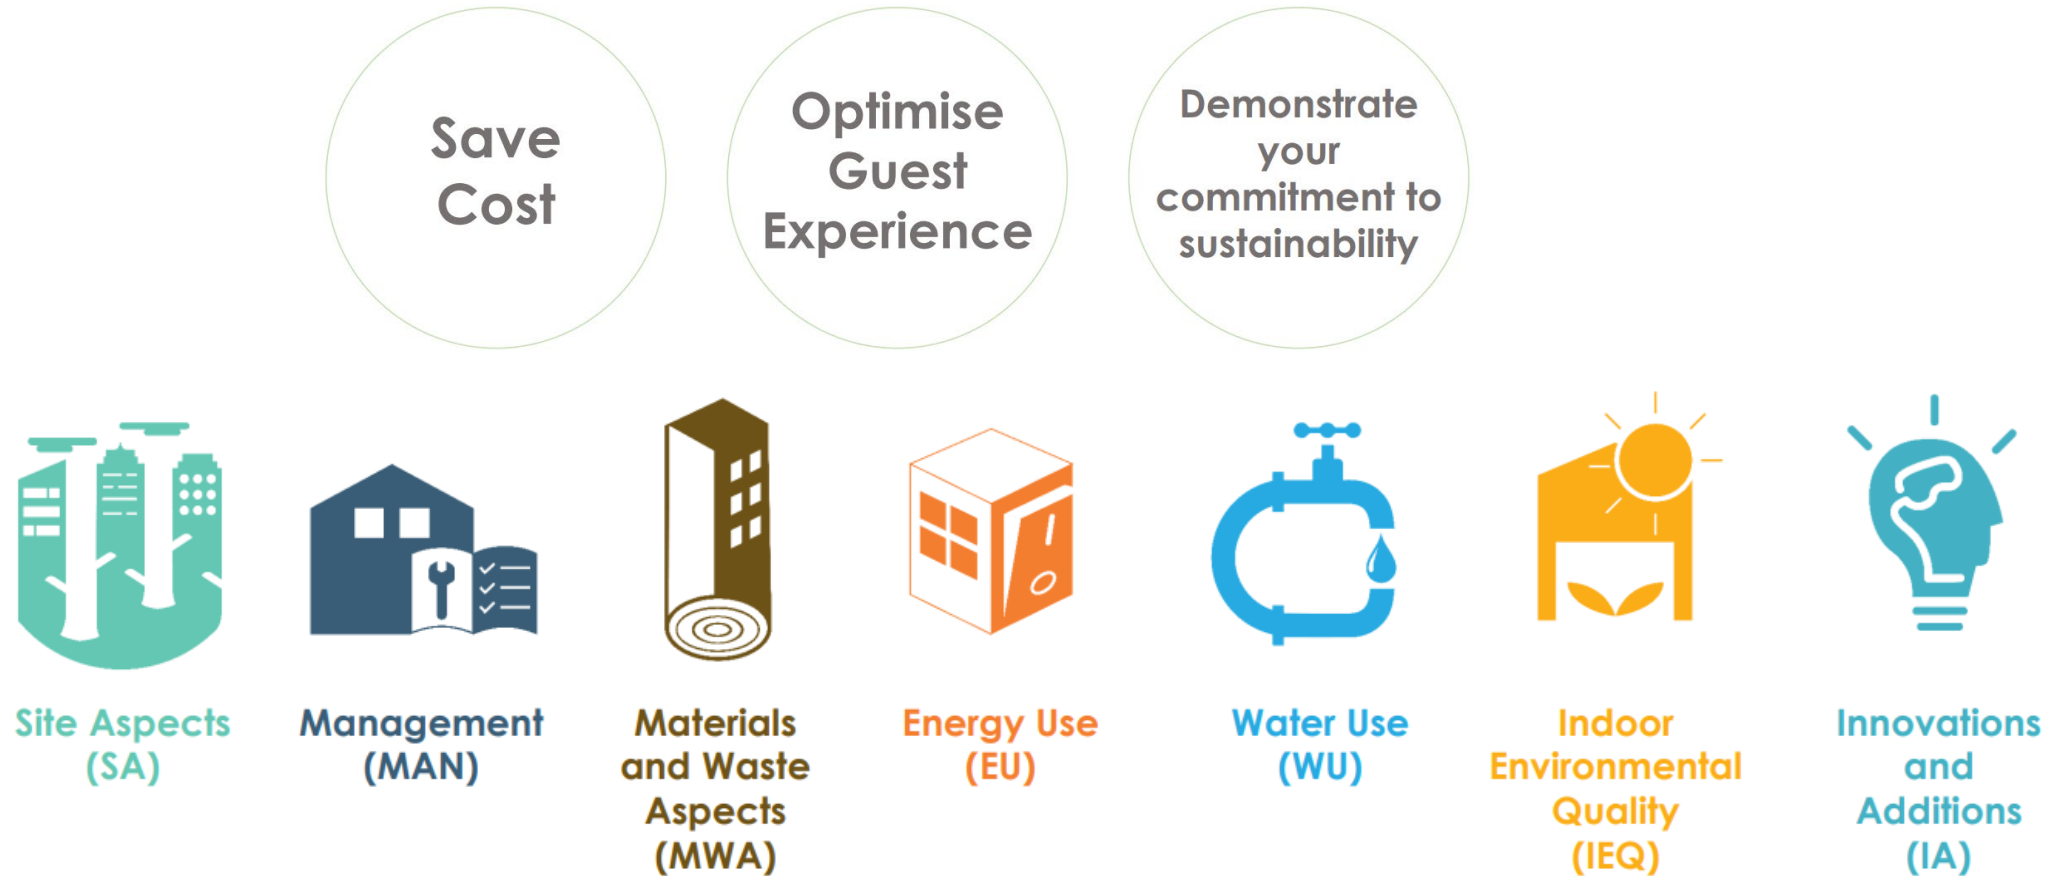 Save
Cost
Optimise
Guest
Experience
Demonstrate
your
commitment to
sustainability
Site Aspects
(SA)
Management
(MAN)
Materials
and Waste
Aspects
(MWA)
Energy Use
(EU)
Water Use
(WU)
Indoor
Environmental
Quality
(IEQ)
Innovations
and
Additions
(IA)